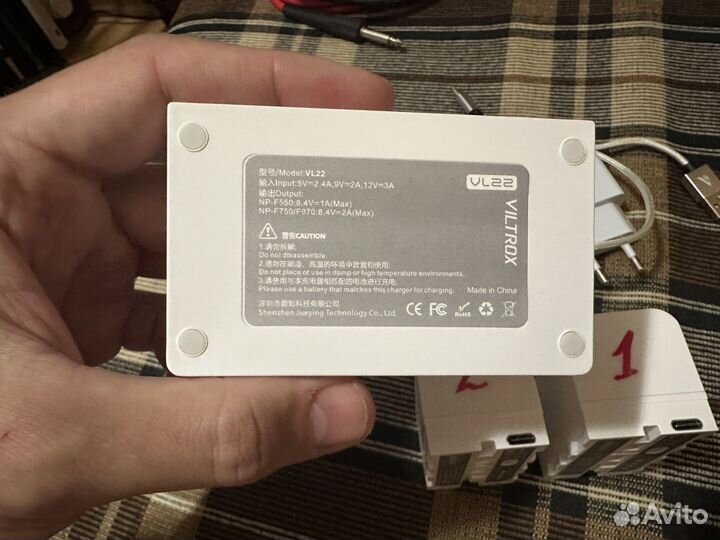 型号/Model:VL22
输入Input:5V⎓2.4A,9V⎓2A,12V⎓3A
输出Output:
NP-F550:8.4V⎓1A(Max)
NP-F750/F970:8.4V⎓2A(Max)
警告CAUTION
1.请勿拆解;
Do not disassemble
2.请勿在潮湿、高温的环境中放置和使用;
Do not place or use in damp or high temperature environments.
3.请使用与本充电器相匹配的电池进行充电;
Please use a battery that matches this charger for charging.
深圳市爵影科技有限公司
Shenzhen Jueying Technology Co., Ltd.
VL22
VILTROX
Made in China
CE FC RoHS
2
1
Avito